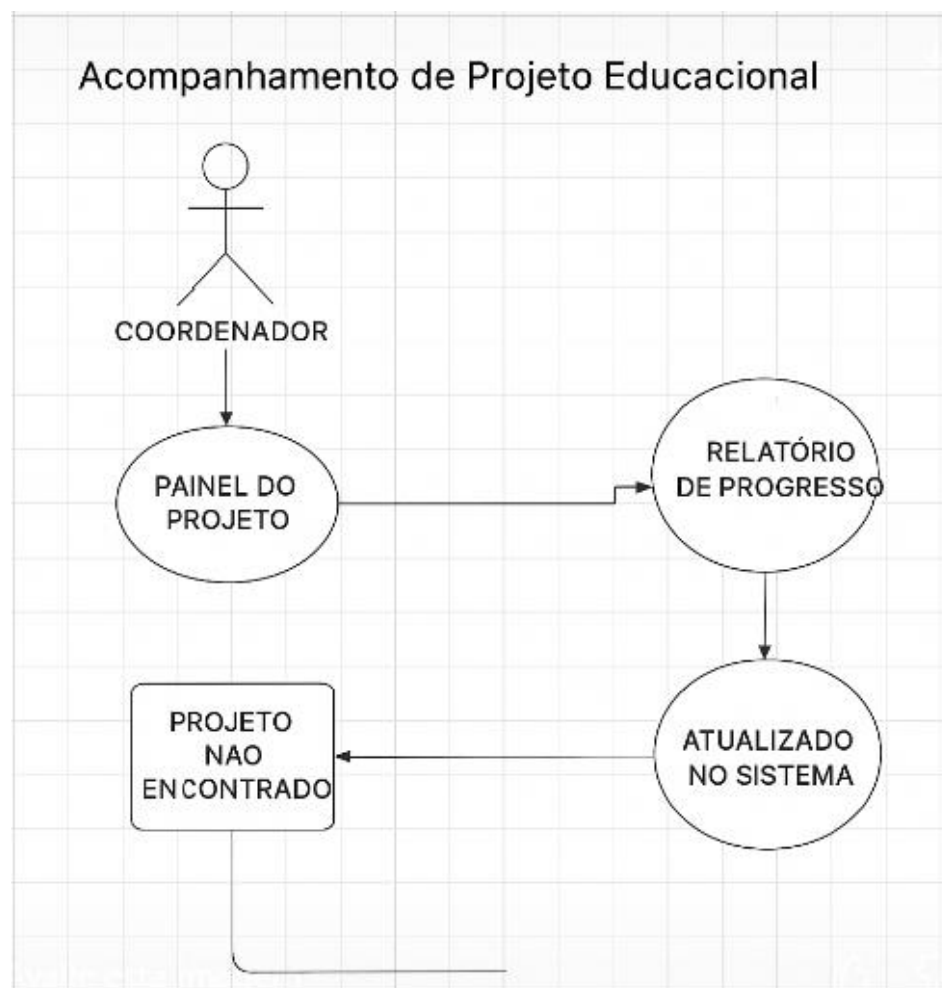 Acompanhamento de Projeto Educacional
COORDENADOR
PAINEL DO
PROJETO
RELATÓRIO
DE PROGRESSO
PROJETO
NAO
ENCONTRADO
ATUALIZADO
NO SISTEMA